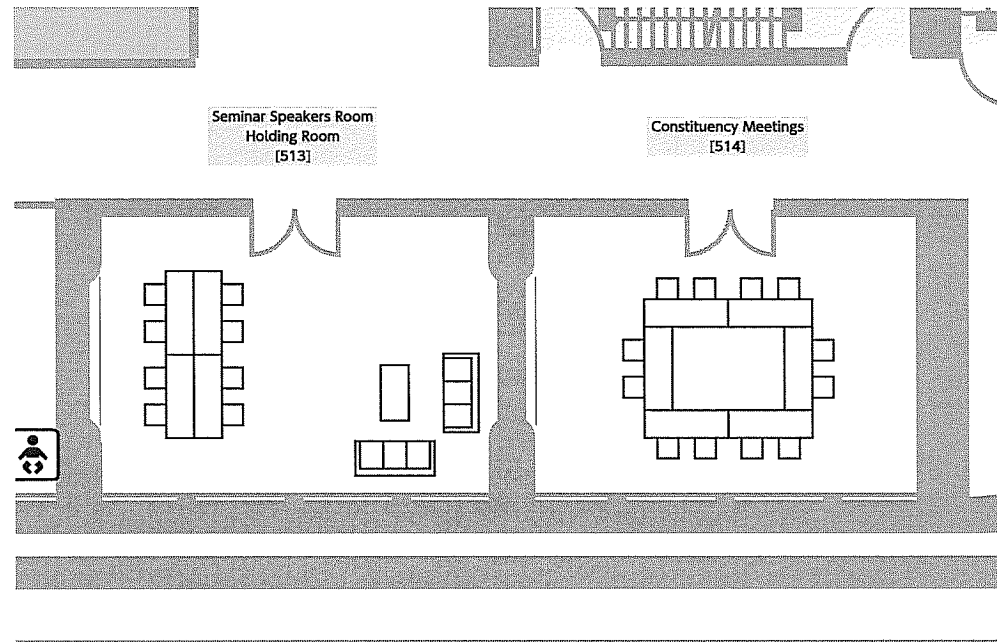 Seminar Speakers Room
Holding Room
[513]
Constituency Meetings
[514]